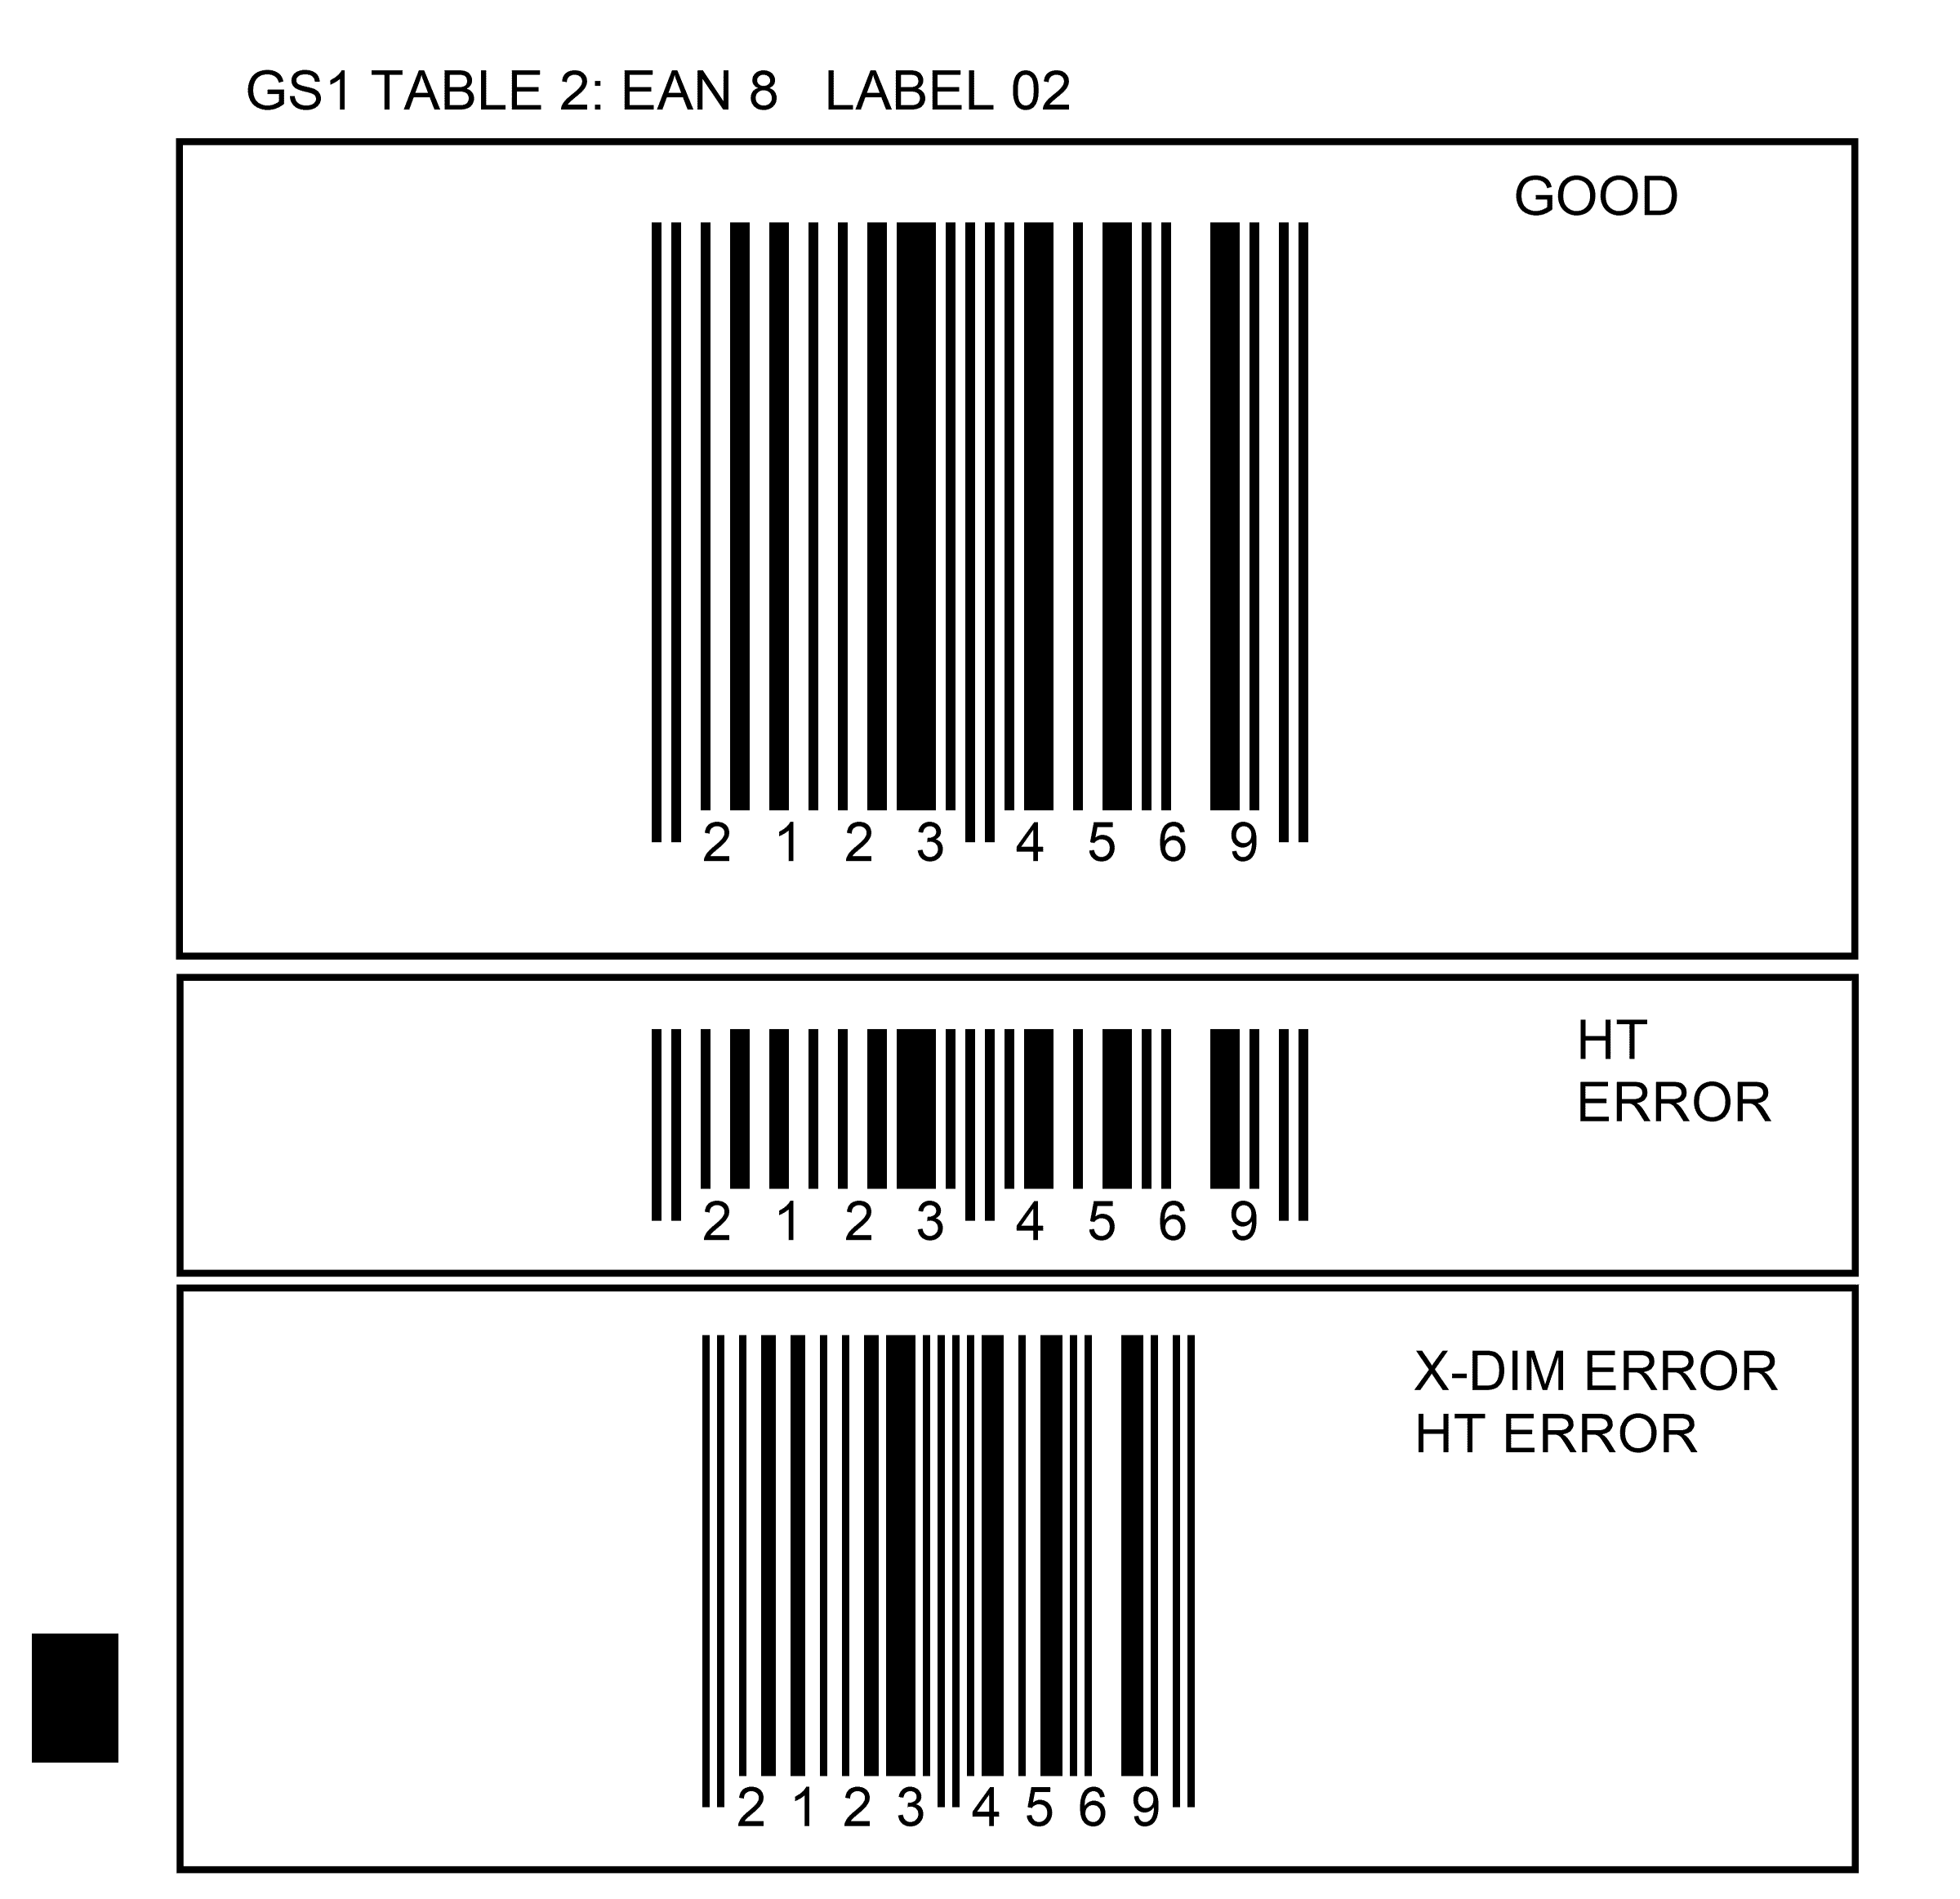 GS1 TABLE 2: EAN 8 LABEL 02
GOOD
2 1 2 3 4 5 6 9
HT
ERROR
2 1 2 3 4 5 6 9
X-DIM ERROR
HT ERROR
2 1 2 3 4 5 6 9